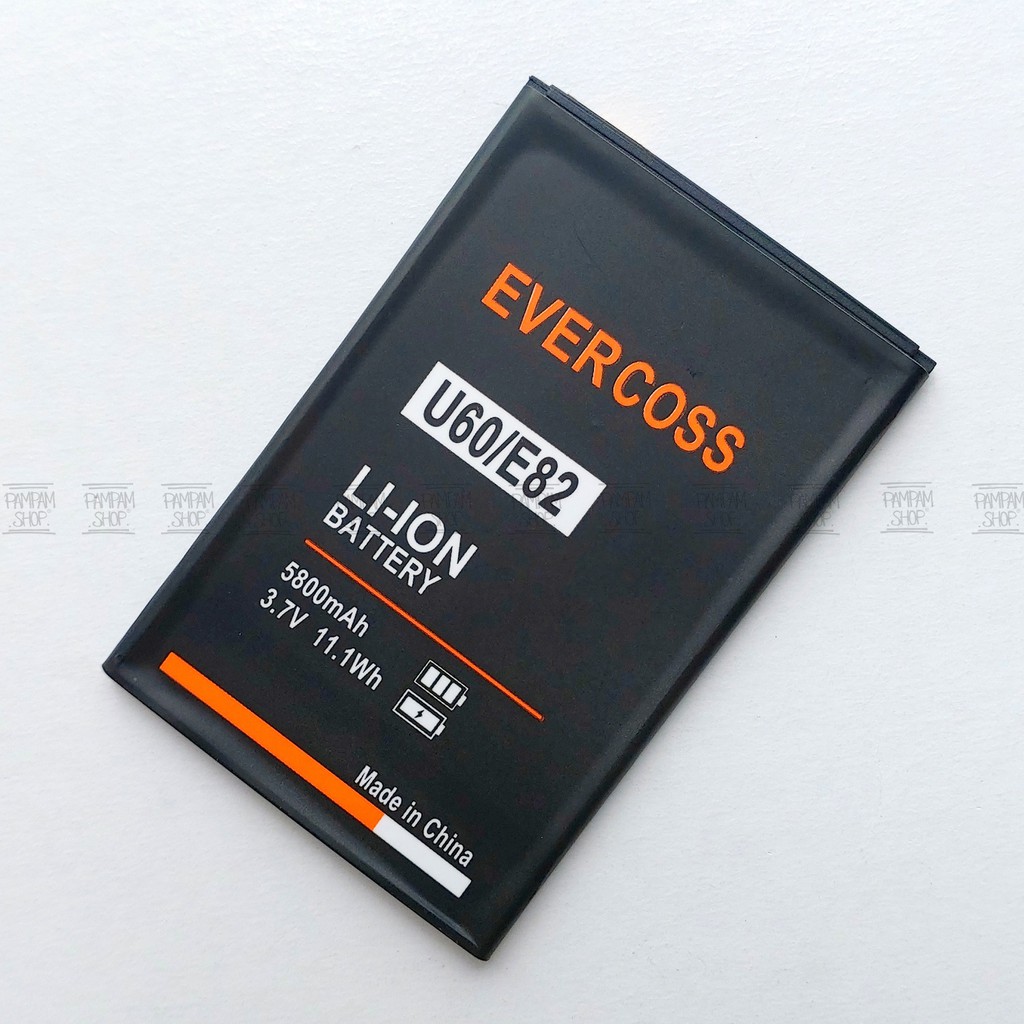 EVERCOSS
U60/E82
LI-ION
BATTERY
5800mAh
3.7V 11.1Wh
Made in China
PAMPAM SHOP